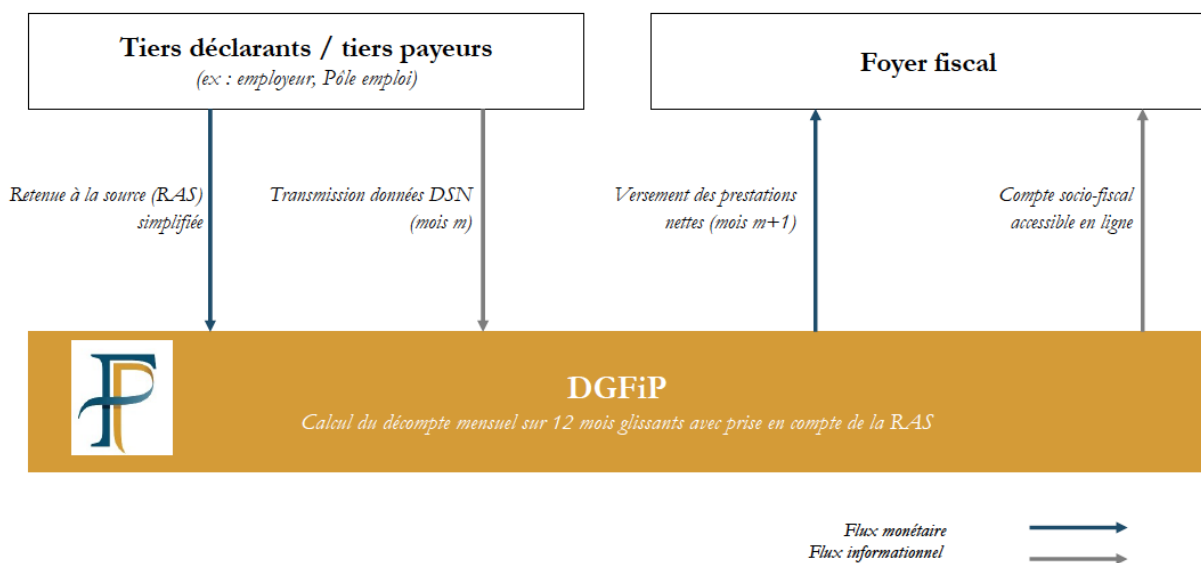 Tiers déclarants / tiers payeurs
(ex : employeur, Pôle emploi)
Foyer fiscal
Retenue à la source (RAS)
simplifiée
Transmission données DSN
(mois m)
Versement des prestations
nettes (mois m+1)
Compte socio-fiscal
accessible en ligne
DGFiP
Calcul du décompte mensuel sur 12 mois glissants avec prise en compte de la RAS
Flux monétaire
Flux informationnel